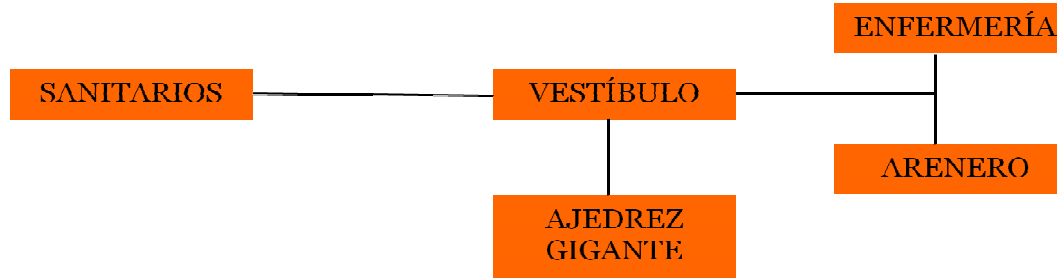 ENFERMERÍA
SANITARIOS
VESTÍBULO
ARENERO
AJEDREZ
GIGANTE